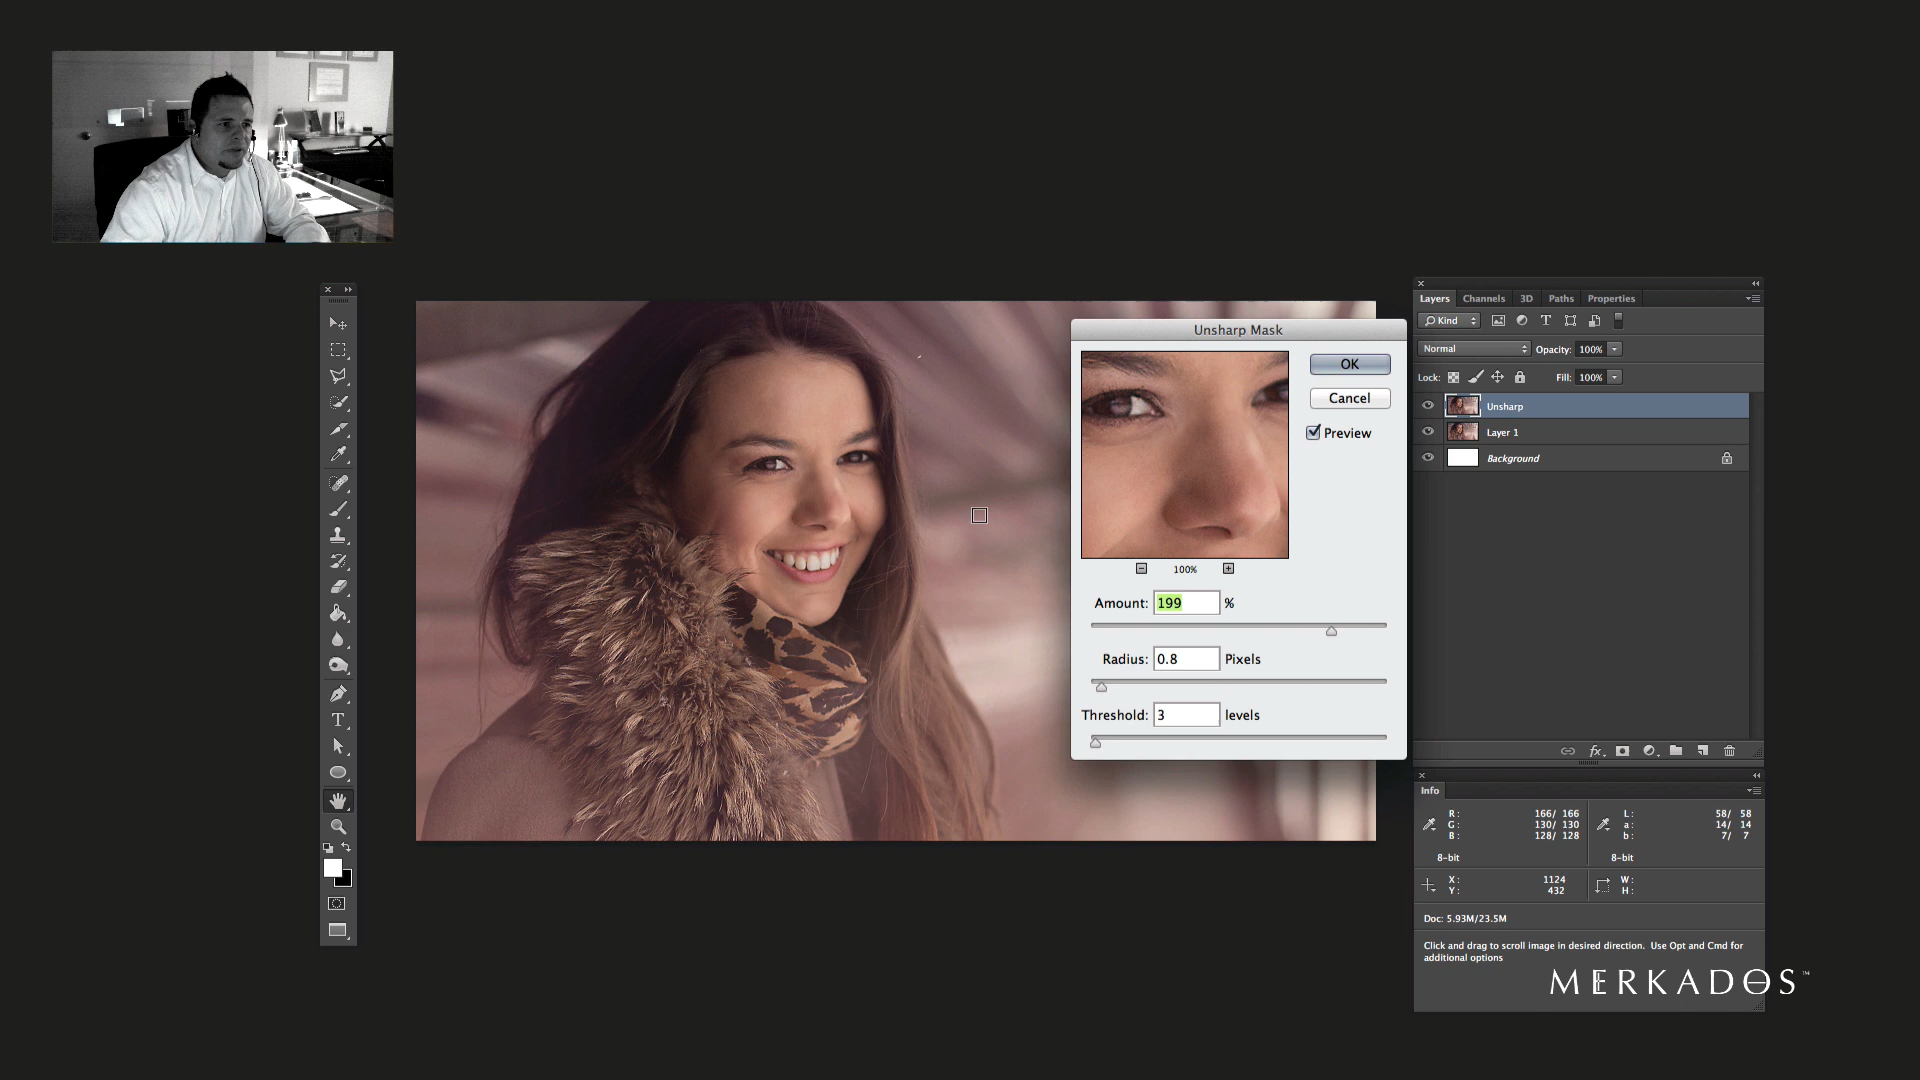 Unsharp Mask
OK
Cancel
Preview
100%
Amount: 199 %
Radius: 0.8 Pixels
Threshold: 3 levels
Layers Channels 3D Paths Properties
Kind
Normal Opacity: 100%
Lock: Fill: 100%
Unsharp
Layer 1
Background
fx
T
Info
R: 166/ 166 L: 58/ 58
G: 130/ 130 a: 14/ 14
B: 128/ 128 b: 7/ 7
8-bit 8-bit
X: 1124 W:
Y: 432 H:
Doc: 5.93M/23.5M
Click and drag to scroll image in desired direction. Use Opt and Cmd for
additional options
MERKADOS™